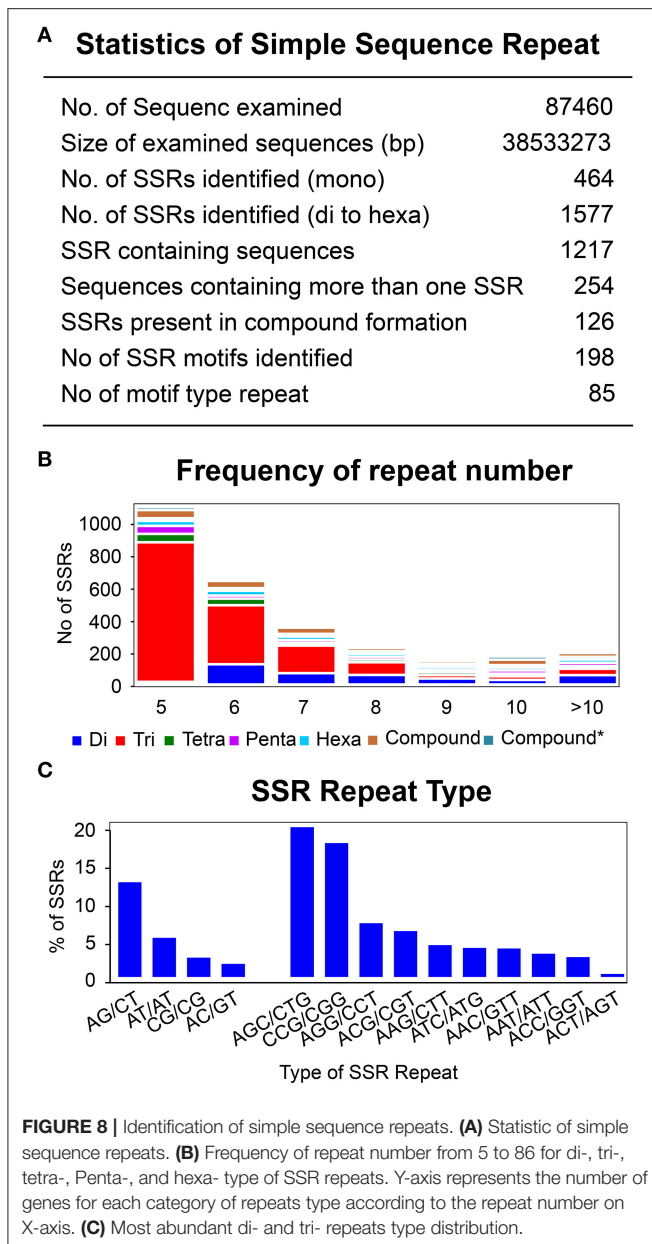 A Statistics of Simple Sequence Repeat
No. of Sequenc examined 87460
Size of examined sequences (bp) 38533273
No. of SSRs identified (mono) 464
No. of SSRs identified (di to hexa) 1577
SSR containing sequences 1217
Sequences containing more than one SSR 254
SSRs present in compound formation 126
No of SSR motifs identified 198
No of motif type repeat 85
B Frequency of repeat number
No of SSRs
1000
800
600
400
200
0
5 6 7 8 9 10 >10
Di Tri Tetra Penta Hexa Compound Compound*
C SSR Repeat Type
% of SSRs
20
15
10
5
0
AG/CT AT/AT CG/CG AC/GT AGC/CTG CCG/CGG AGG/CCT ACG/CGT AAG/CTT ATC/ATG AAC/GTT AAT/ATT ACC/GGT ACT/AGT
Type of SSR Repeat
FIGURE 8 | Identification of simple sequence repeats. (A) Statistic of simple
sequence repeats. (B) Frequency of repeat number from 5 to 86 for di-, tri-,
tetra-, Penta-, and hexa- type of SSR repeats. Y-axis represents the number of
genes for each category of repeats type according to the repeat number on
X-axis. (C) Most abundant di- and tri- repeats type distribution.